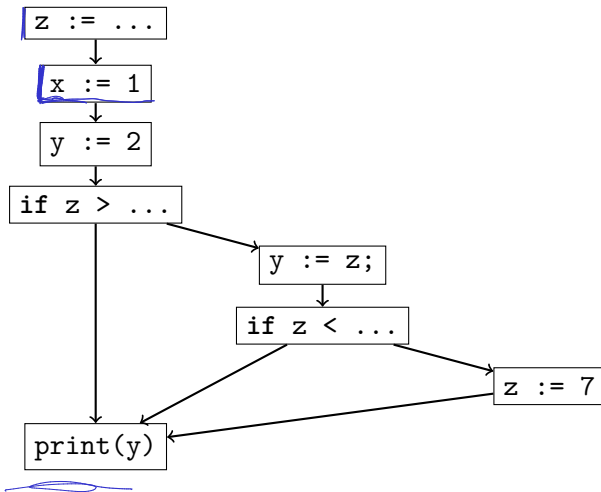 z := ...
x := 1
y := 2
if z > ...
y := z;
if z < ...
z := 7
print(y)